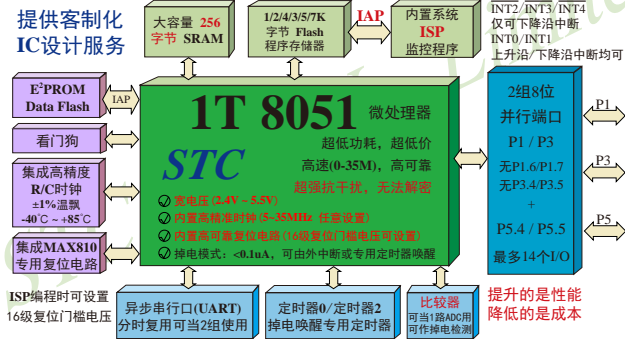 提供客制化
IC设计服务
大容量 256
字节 SRAM
1/2/4/3/5/7K
字节 Flash
程序存储器
IAP
内置系统
ISP
监控程序
INT2/INT3/INT4
仅可下降沿中断
INT0/INT1
上升沿/下降沿中断均可
E²PROM
Data Flash
IAP
看门狗
集成高精度
R/C时钟
±1%温飘
-40℃ ~ +85℃
集成MAX810
专用复位电路
ISP编程时可设置
16级复位门槛电压
1T 8051 微处理器
STC
超低功耗，超低价
高速(0-35M)，高可靠
超强抗干扰，无法解密
宽电压(2.4V ~ 5.5V)
内置高精准时钟(5~35MHz 任意设置)
内置高可靠复位电路(16级复位门槛电压可设置)
掉电模式：<0.1uA，可由外中断或专用定时器唤醒
2组8位
并行端口
P1 / P3
无P1.6/P1.7
无P3.4/P3.5
+
P5.4 / P5.5
最多14个I/O
P1
P3
P5
异步串行口(UART)
分时复用可当2组使用
定时器0/定时器2
掉电唤醒专用定时器
比较器
可当1路ADC用
可作掉电检测
提升的是性能
降低的是成本